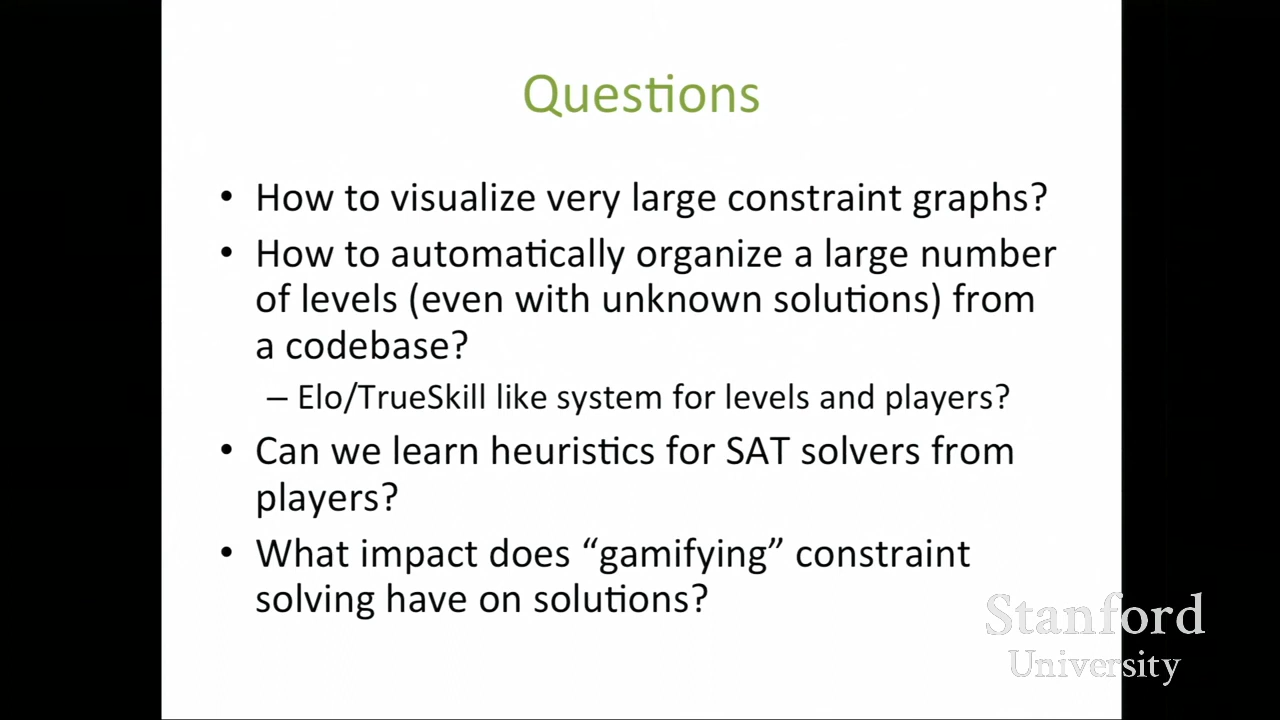 Questions
• How to visualize very large constraint graphs?
• How to automatically organize a large number
of levels (even with unknown solutions) from
a codebase?
– Elo/TrueSkill like system for levels and players?
• Can we learn heuristics for SAT solvers from
players?
• What impact does “gamifying” constraint
solving have on solutions?
Stanford
University